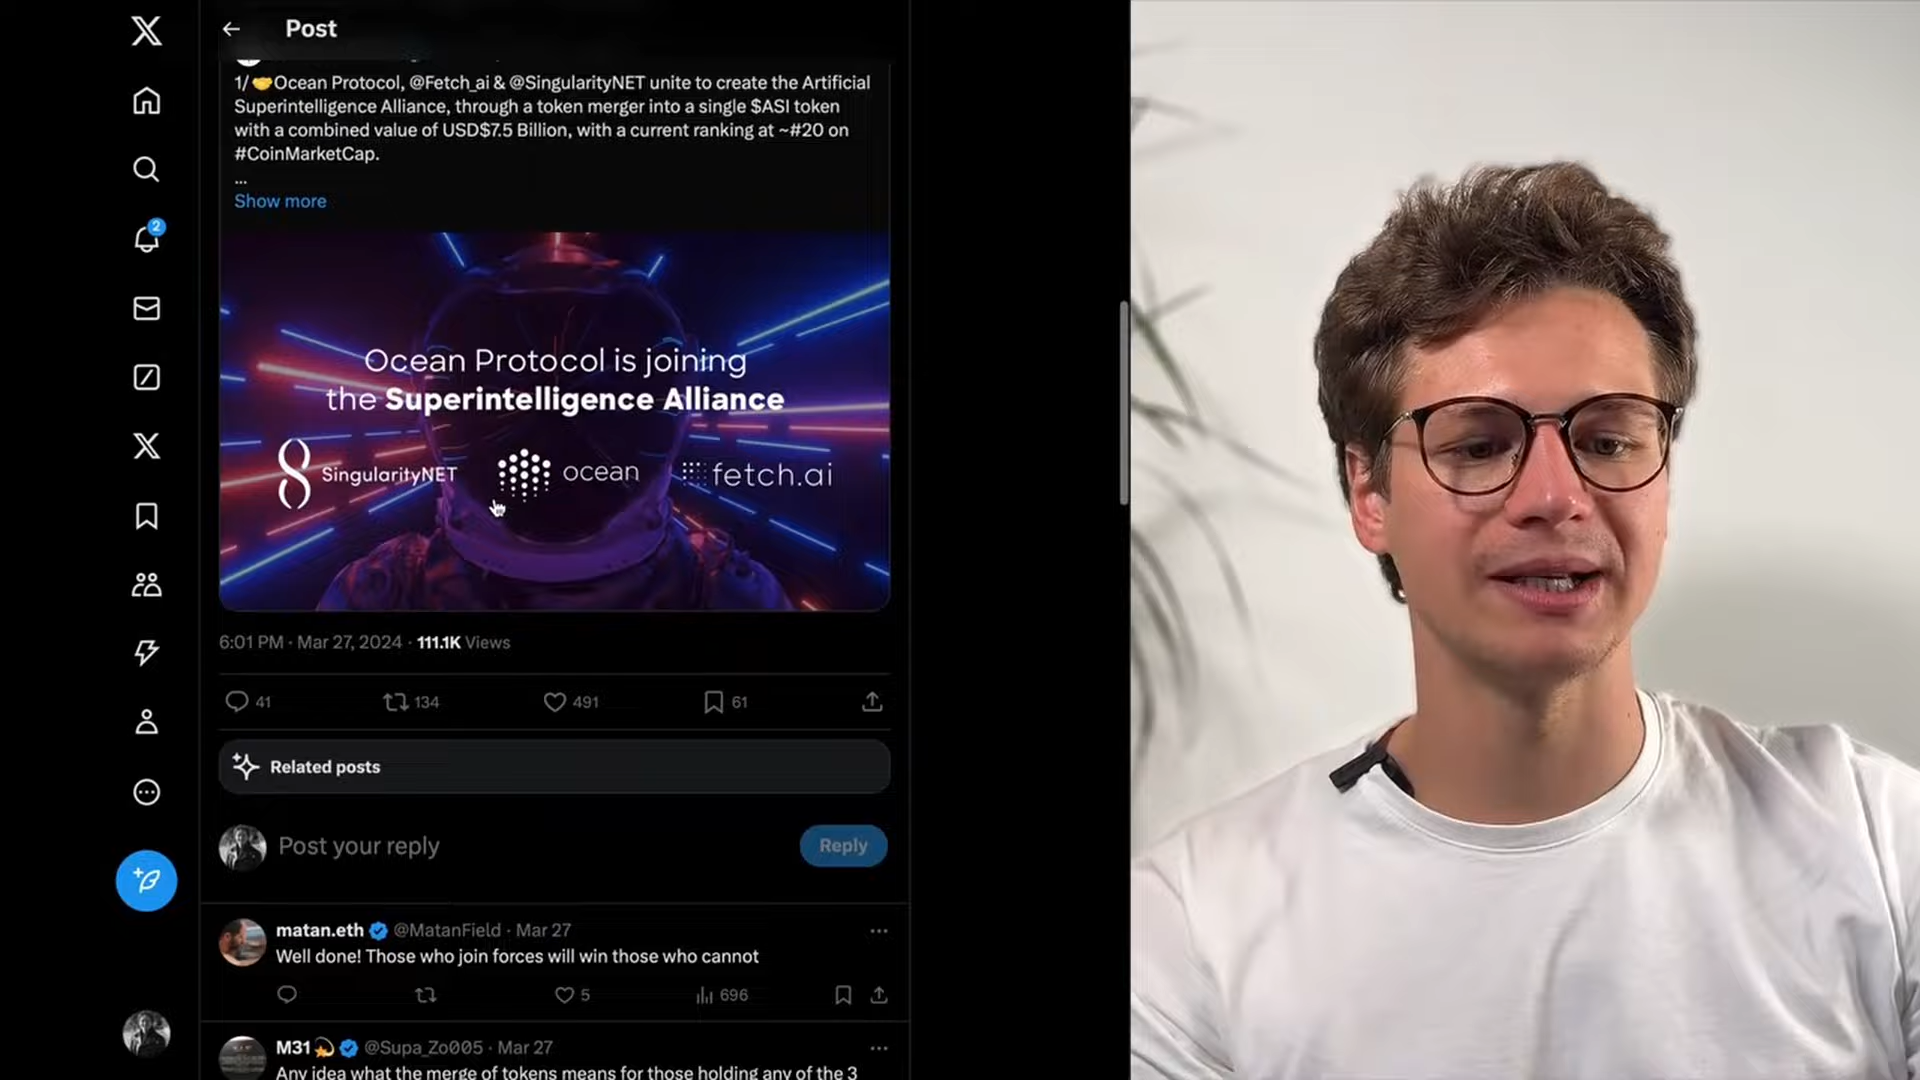 Post
1/🤝Ocean Protocol, @Fetch_ai & @SingularityNET unite to create the Artificial
Superintelligence Alliance, through a token merger into a single $ASI token
with a combined value of USD$7.5 Billion, with a current ranking at ~#20 on
#CoinMarketCap.
...
Show more
2
Ocean Protocol is joining
the Superintelligence Alliance
SingularityNET
ocean
fetch.ai
6:01 PM · Mar 27, 2024 · 111.1K Views
41 134 491 61
Related posts
Post your reply
Reply
matan.eth @MatanField · Mar 27
Well done! Those who join forces will win those who cannot
5 696
M31💫 @Supa_Zo005 · Mar 27
Any idea what the merge of tokens means for those holding any of the 3